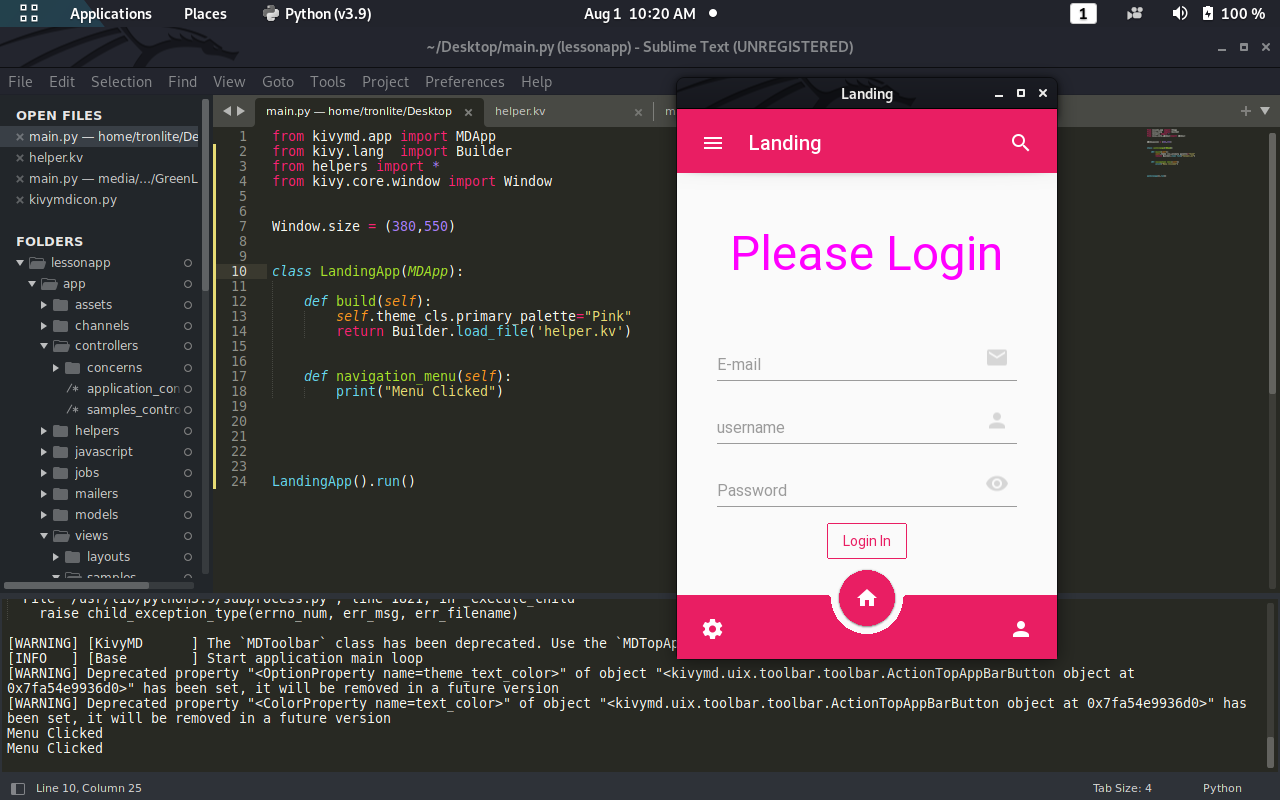 Applications Places Python (v3.9) Aug 1 10:20 AM 1 100 %
~/Desktop/main.py (lessonapp) - Sublime Text (UNREGISTERED)
File Edit Selection Find View Goto Tools Project Preferences Help
OPEN FILES
main.py — home/tronlite/De
helper.kv
main.py — media/.../GreenL
kivymdicon.py
FOLDERS
lessonapp
app
assets
channels
controllers
concerns
/* application_con
/* samples_contro
helpers
javascript
jobs
mailers
models
views
layouts
samples
main.py — home/tronlite/Desktop helper.kv m
1 from kivymd.app import MDApp
2 from kivy.lang  import Builder
3 from helpers import *
4 from kivy.core.window import Window
5
6
7 Window.size = (380,550)
8
9
10 class LandingApp(MDApp):
11
12     def build(self):
13         self.theme_cls.primary_palette="Pink"
14         return Builder.load_file('helper.kv')
15
16
17     def navigation_menu(self):
18         print("Menu Clicked")
19
20
21
22
23
24 LandingApp().run()
Landing
Landing
Please Login
E-mail
username
Password
Login In
File "/usr/lib/python3.9/subprocess.py", line 1821, in _execute_child
raise child_exception_type(errno_num, err_msg, err_filename)
[WARNING] [KivyMD      ] The `MDToolbar` class has been deprecated. Use the `MDTopAp
[INFO   ] [Base        ] Start application main loop
[WARNING] Deprecated property "<OptionProperty name=theme_text_color>" of object "<kivymd.uix.toolbar.toolbar.ActionTopAppBarButton object at
0x7fa54e9936d0>" has been set, it will be removed in a future version
[WARNING] Deprecated property "<ColorProperty name=text_color>" of object "<kivymd.uix.toolbar.toolbar.ActionTopAppBarButton object at 0x7fa54e9936d0>" has
been set, it will be removed in a future version
Menu Clicked
Menu Clicked
Line 10, Column 25 Tab Size: 4 Python